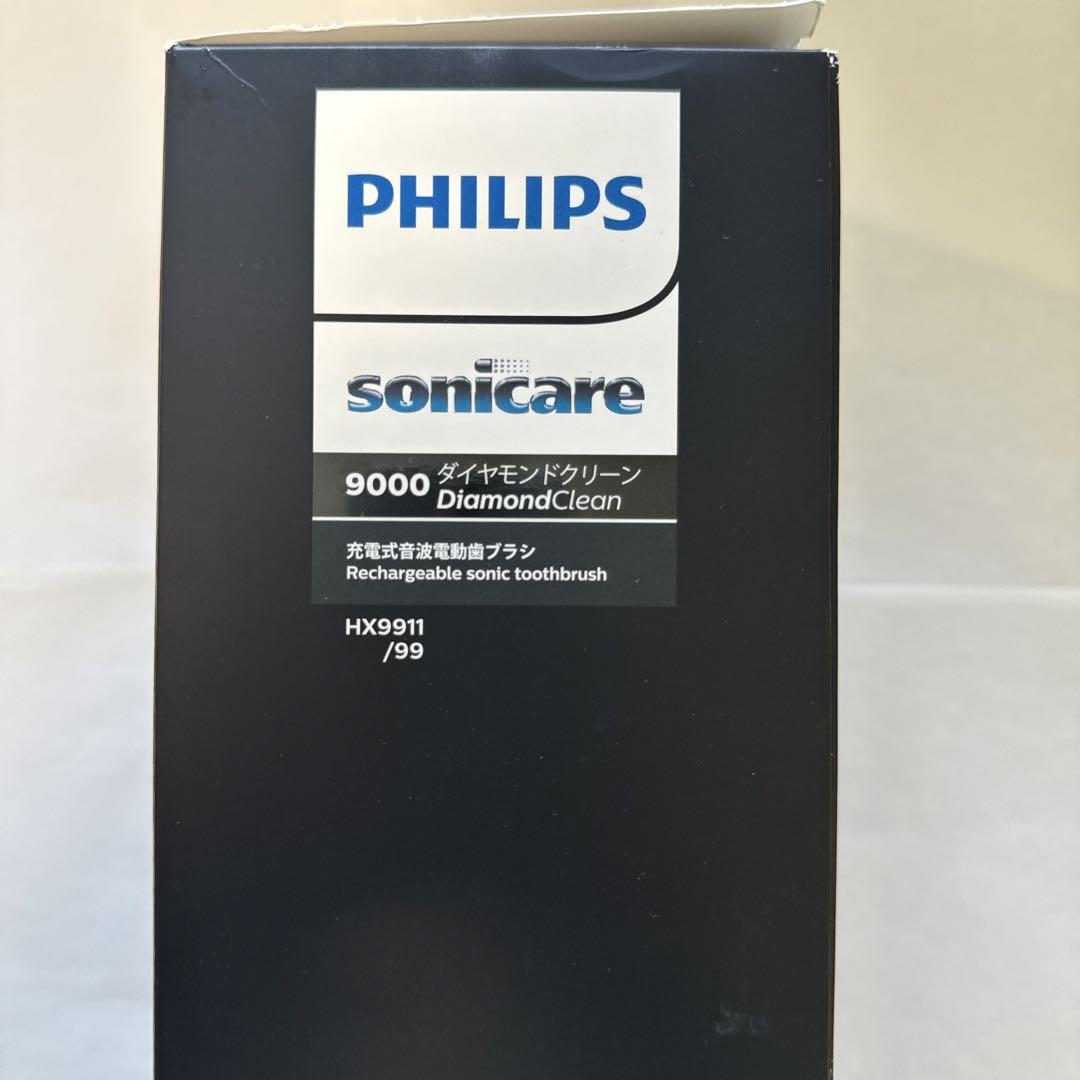 PHILIPS
sonicare
9000 ダイヤモンドクリーン
DiamondClean
充電式音波電動歯ブラシ
Rechargeable sonic toothbrush
HX9911
/99